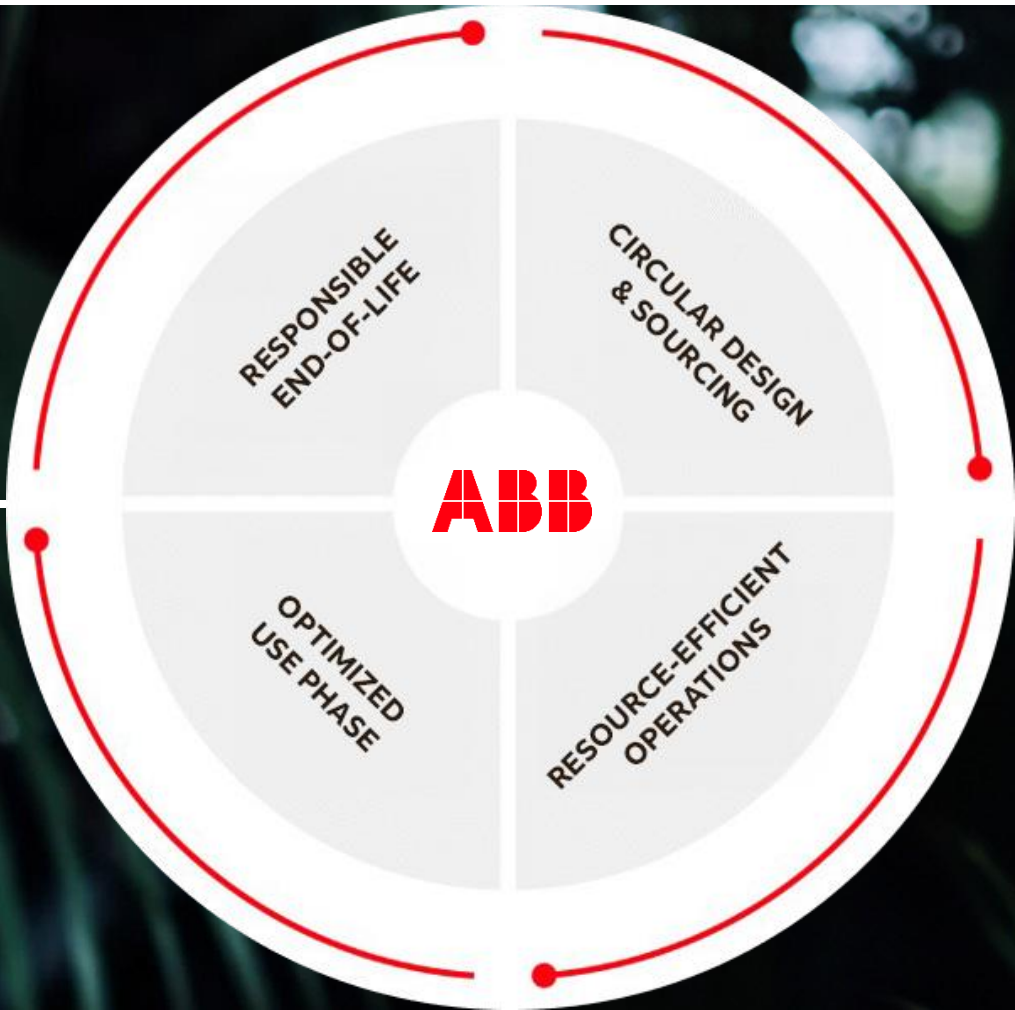 RESPONSIBLE
END-OF-LIFE
CIRCULAR DESIGN
& SOURCING
ABB
OPTIMIZED
USE PHASE
RESOURCE-EFFICIENT
OPERATIONS